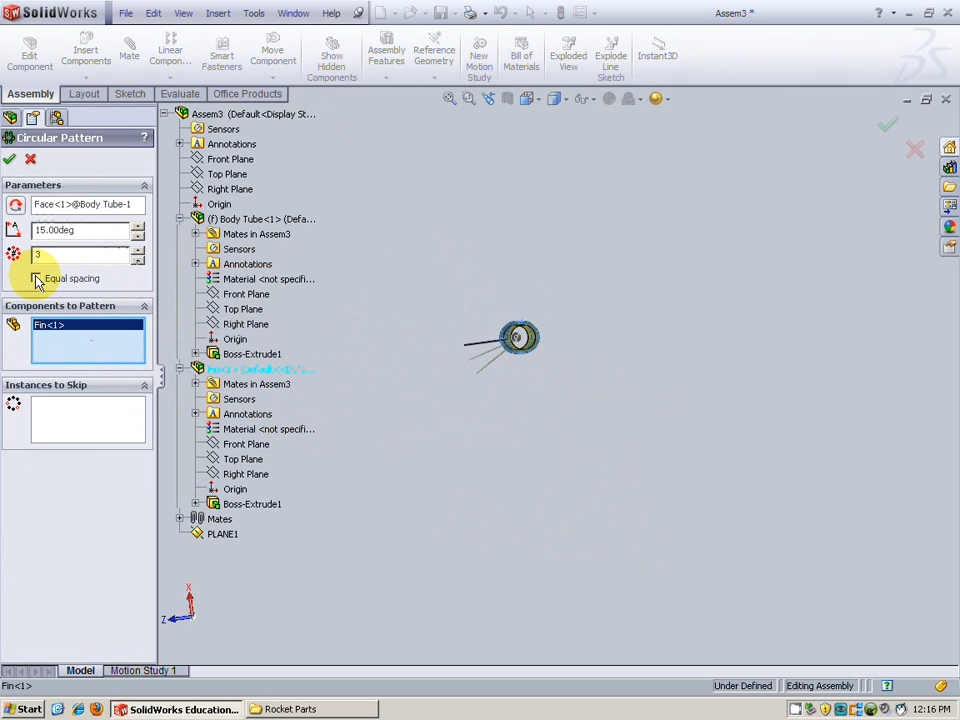 SolidWorks
File Edit View Insert Tools Window Help
Assem3 *
Edit Component
Insert Components
Mate
Linear Compon...
Smart Fasteners
Move Component
Show Hidden Components
Assembly Features
Reference Geometry
New Motion Study
Bill of Materials
Exploded View
Explode Line Sketch
Instant3D
Assembly Layout Sketch Evaluate Office Products
Circular Pattern ?
Parameters
Face<1>@Body Tube-1
15.00deg
3
Equal spacing
Components to Pattern
Fin<1>
Instances to Skip
Assem3 (Default<Display St...
Sensors
Annotations
Front Plane
Top Plane
Right Plane
Origin
(f) Body Tube<1> (Defa...
Mates in Assem3
Sensors
Annotations
Material <not specifi...
Front Plane
Top Plane
Right Plane
Origin
Boss-Extrude1
Fin<1> (Default<<Defa...
Mates in Assem3
Sensors
Annotations
Material <not specifi...
Front Plane
Top Plane
Right Plane
Origin
Boss-Extrude1
Mates
PLANE1
X
Z
Model Motion Study 1
Fin<1>
Under Defined Editing Assembly
Start SolidWorks Education... Rocket Parts 12:16 PM